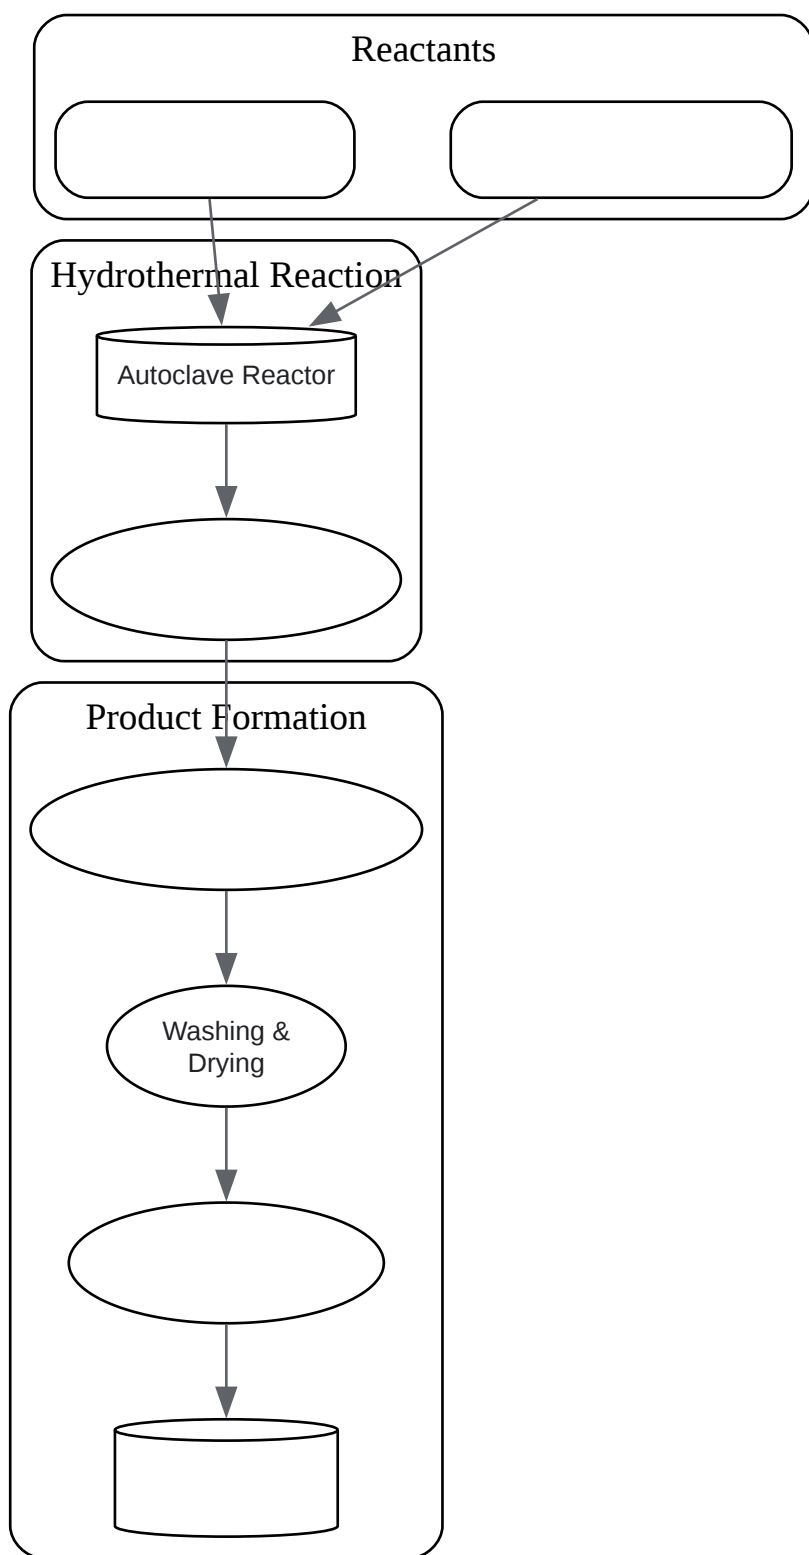 Reactants
Hydrothermal Reaction
Autoclave Reactor
Product Formation
Washing &
Drying